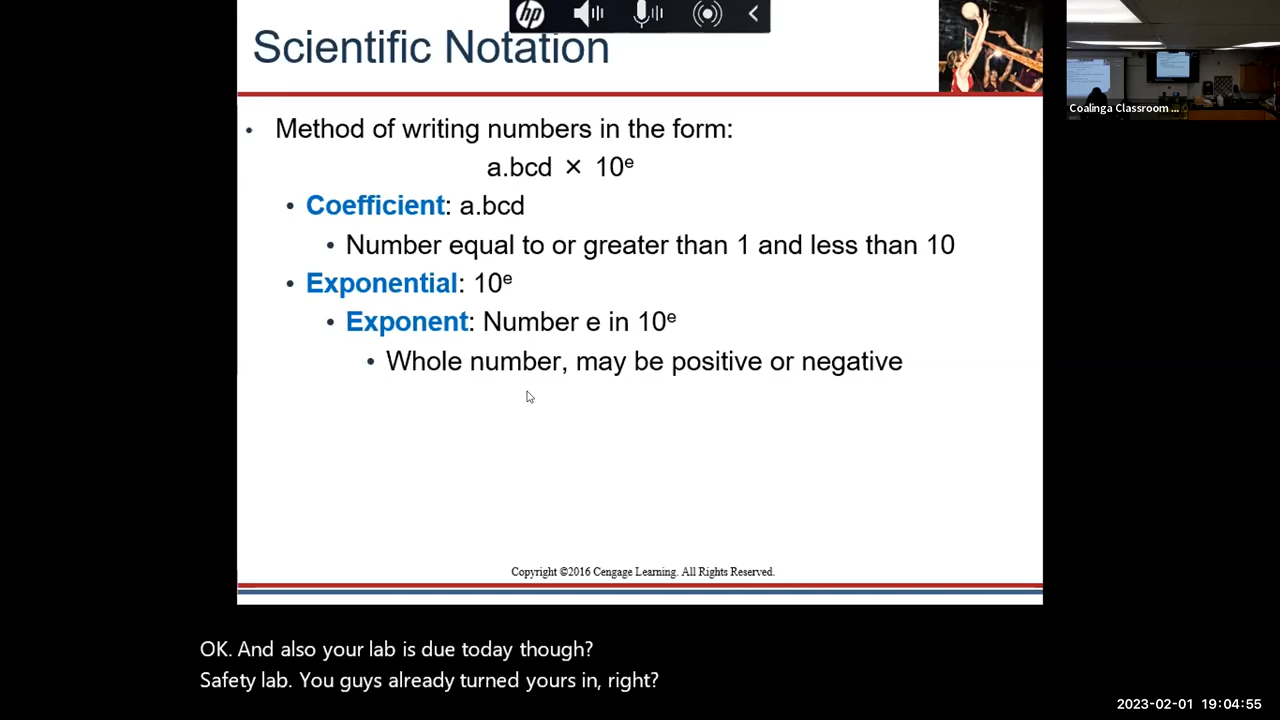 hp
Scientific Notation
Coalinga Classroom ...
• Method of writing numbers in the form:
a.bcd × 10ᵉ
• Coefficient: a.bcd
• Number equal to or greater than 1 and less than 10
• Exponential: 10ᵉ
• Exponent: Number e in 10ᵉ
• Whole number, may be positive or negative
Copyright ©2016 Cengage Learning. All Rights Reserved.
OK. And also your lab is due today though?
Safety lab. You guys already turned yours in, right?
2023-02-01 19:04:55